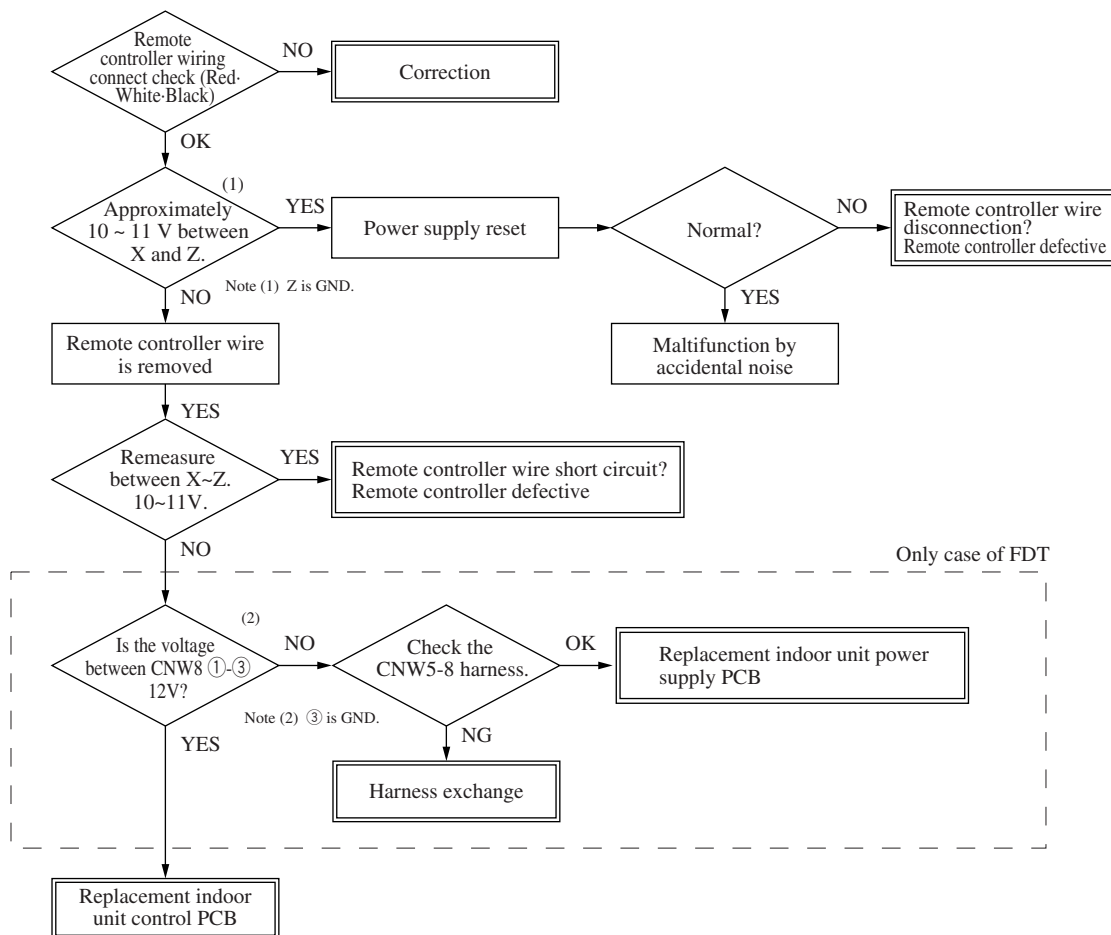 Remote
controller wiring
connect check (Red·
White·Black)
NO
Correction
OK
(1)
Approximately
10 ~ 11 V between
X and Z.
YES
Power supply reset
Normal?
NO
Remote controller wire
disconnection?
Remote controller defective
NO
Note (1) Z is GND.
YES
Remote controller wire
is removed
Maltifunction by
accidental noise
YES
Remeasure
between X~Z.
10~11V.
YES
Remote controller wire short circuit?
Remote controller defective
NO
Only case of FDT
(2)
Is the voltage
between CNW8 ①-③
12V?
NO
Check the
CNW5-8 harness.
OK
Replacement indoor unit power
supply PCB
Note (2) ③ is GND.
YES
NG
Harness exchange
Replacement indoor
unit control PCB